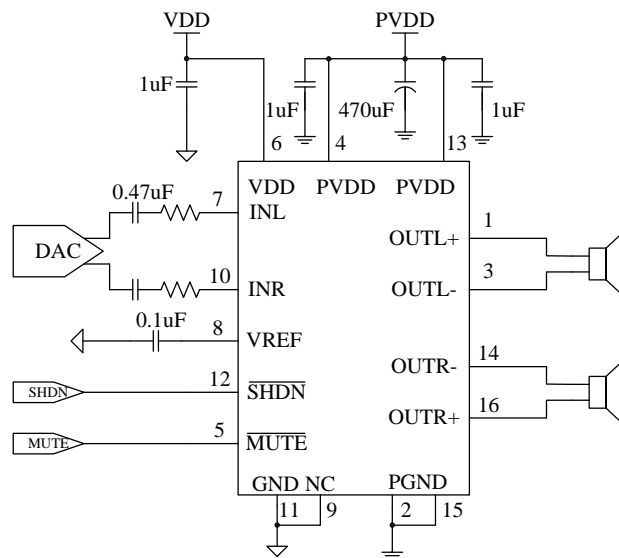 VDD PVDD
1uF 1uF 470uF 1uF
6 4 13
VDD PVDD PVDD
0.47uF 7 INL
DAC
10 INR
0.1uF 8 VREF
SHDN 12 SHDN
MUTE 5 MUTE
OUTL+ 1
OUTL- 3
OUTR- 14
OUTR+ 16
GND NC PGND
11 9 2 15